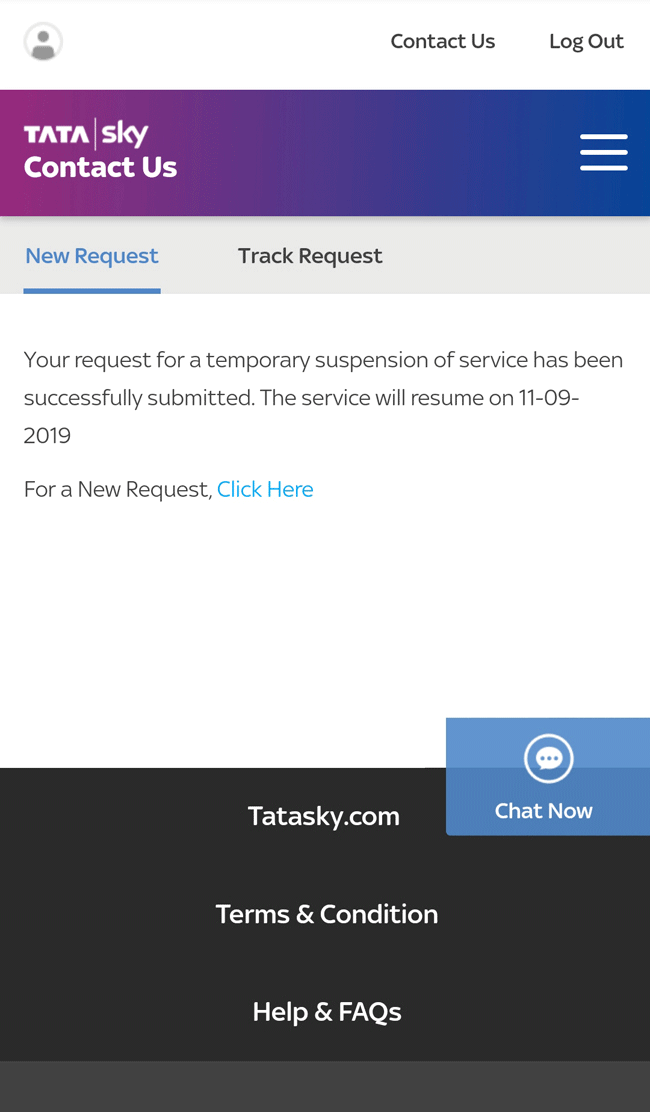 Contact Us Log Out
TATA sky
Contact Us
New Request Track Request
Your request for a temporary suspension of service has been
successfully submitted. The service will resume on 11-09-
2019
For a New Request, Click Here
Chat Now
Tatasky.com
Terms & Condition
Help & FAQs